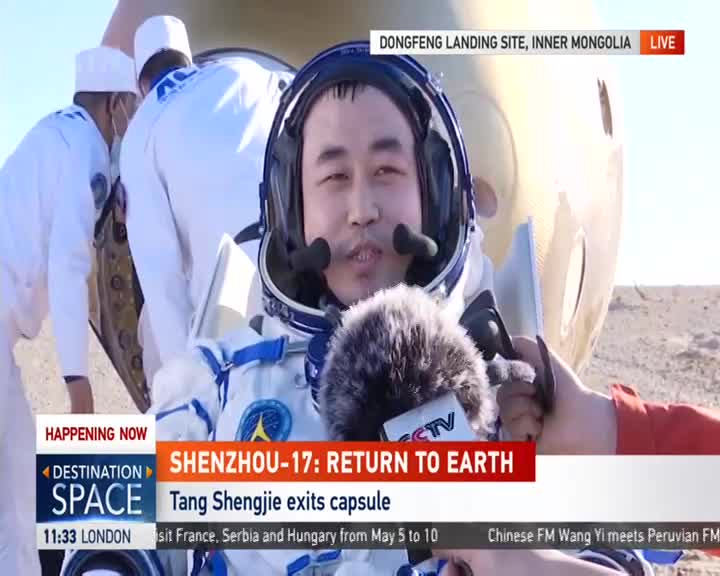 DONGFENG LANDING SITE, INNER MONGOLIA LIVE
CCTV
HAPPENING NOW
SHENZHOU-17: RETURN TO EARTH
DESTINATION
SPACE
Tang Shengjie exits capsule
11:33 LONDON
isit France, Serbia and Hungary from May 5 to 10 Chinese FM Wang Yi meets Peruvian FM